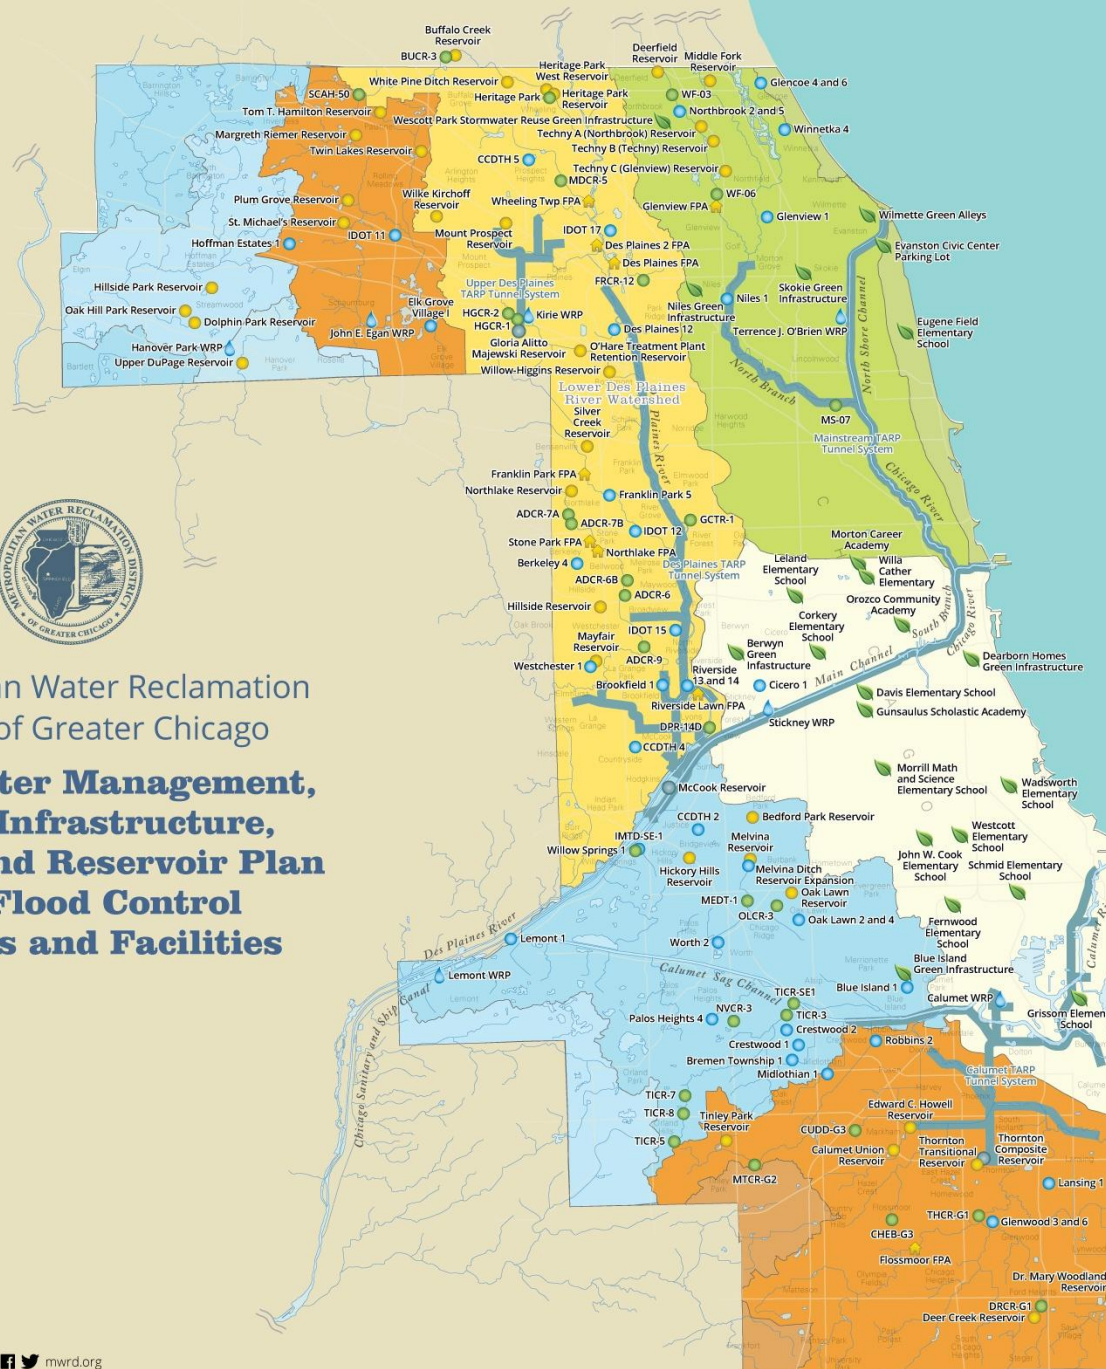 Buffalo Creek
Reservoir
BUCR-3
Deerfield
Reservoir
Middle Fork
Reservoir
Heritage Park
West Reservoir
White Pine Ditch Reservoir
Glencoe 4 and 6
SCAH-50
Heritage Park
Heritage Park
Reservoir
WF-03
Tom T. Hamilton Reservoir
Northbrook 2 and 5
Wescott Park Stormwater Reuse Green Infrastructure
Winnetka 4
Margreth Riemer Reservoir
Techny A (Northbrook) Reservoir
Twin Lakes Reservoir
Techny B (Techny) Reservoir
CCDTH 5
Techny C (Glenview) Reservoir
MDCR-5
Plum Grove Reservoir
Wilke Kirchoff
Reservoir
Wheeling Twp FPA
WF-06
Glenview FPA
St. Michael's Reservoir
Glenview 1
Wilmette Green Alleys
Hoffman Estates 1
IDOT 11
Mount Prospect
Reservoir
IDOT 17
Des Plaines 2 FPA
Evanston Civic Center
Parking Lot
Des Plaines FPA
Hillside Park Reservoir
Upper Des Plaines
TARP Tunnel System
FRCR-12
Skokie Green
Infrastructure
Oak Hill Park Reservoir
Elk Grove
Village I
Niles Green
Infrastructure
Niles 1
Dolphin Park Reservoir
HGCR-2
Kirie WRP
HGCR-1
John E. Egan WRP
Des Plaines 12
Terrence J. O'Brien WRP
North Shore Channel
Eugene Field
Elementary
School
Hanover Park WRP
Gloria Alitto
Majewski Reservoir
O'Hare Treatment Plant
Retention Reservoir
Upper DuPage Reservoir
Willow-Higgins Reservoir
North Branch
Lower Des Plaines
River Watershed
Plaines River
Silver
Creek
Reservoir
MS-07
Mainstream TARP
Tunnel System
Chicago River
Franklin Park FPA
Northlake Reservoir
Franklin Park 5
ADCR-7A
ADCR-7B
GCTR-1
IDOT 12
Stone Park FPA
Northlake FPA
Morton Career
Academy
Berkeley 4
Des Plaines TARP
Tunnel System
Leland
Elementary
School
Willa
Cather
Elementary
ADCR-6B
ADCR-6
Orozco Community
Academy
Hillside Reservoir
Corkery
Elementary
School
South Branch
Chicago River
IDOT 15
Mayfair
Reservoir
ADCR-9
Berwyn
Green
Infastructure
Dearborn Homes
Green Infrastructure
Westchester 1
Riverside
13 and 14
Main Channel
Brookfield 1
Cicero 1
Davis Elementary School
Riverside Lawn FPA
Gunsaulus Scholastic Academy
DPR-14D
Stickney WRP
CCDTH 4
McCook Reservoir
Morrill Math
and Science
Elementary School
Wadsworth
Elementary
School
CCDTH 2
Bedford Park Reservoir
IMTD-SE-1
Melvina
Reservoir
Westcott
Elementary
School
Willow Springs 1
Hickory Hills
Reservoir
Melvina Ditch
Reservoir Expansion
John W. Cook
Elementary
School
Schmid Elementary
School
MEDT-1
Oak Lawn
Reservoir
OLCR-3
Oak Lawn 2 and 4
Fernwood
Elementary
School
Des Plaines River
Lemont 1
Worth 2
Blue Island
Green Infrastructure
Lemont WRP
Calumet Sag Channel
Blue Island 1
Calumet WRP
TICR-SE1
NVCR-3
TICR-3
Palos Heights 4
Crestwood 2
Grissom Elemen
School
Crestwood 1
Robbins 2
Bremen Township 1
Midlothian 1
Calumet TARP
Tunnel System
Chicago Sanitary and Ship Canal
TICR-7
TICR-8
Tinley Park
Reservoir
Edward C. Howell
Reservoir
TICR-5
CUDD-G3
Calumet Union
Reservoir
Thornton
Transitional
Reservoir
Thornton
Composite
Reservoir
MTCR-G2
Lansing 1
THCR-G1
Glenwood 3 and 6
CHEB-G3
Flossmoor FPA
Dr. Mary Woodland
Reservoir
DRCR-G1
Deer Creek Reservoir
METROPOLITAN WATER RECLAMATION DISTRICT
OF GREATER CHICAGO
an Water Reclamation
of Greater Chicago
ter Management,
Infrastructure,
nd Reservoir Plan
Flood Control
s and Facilities
mwrd.org